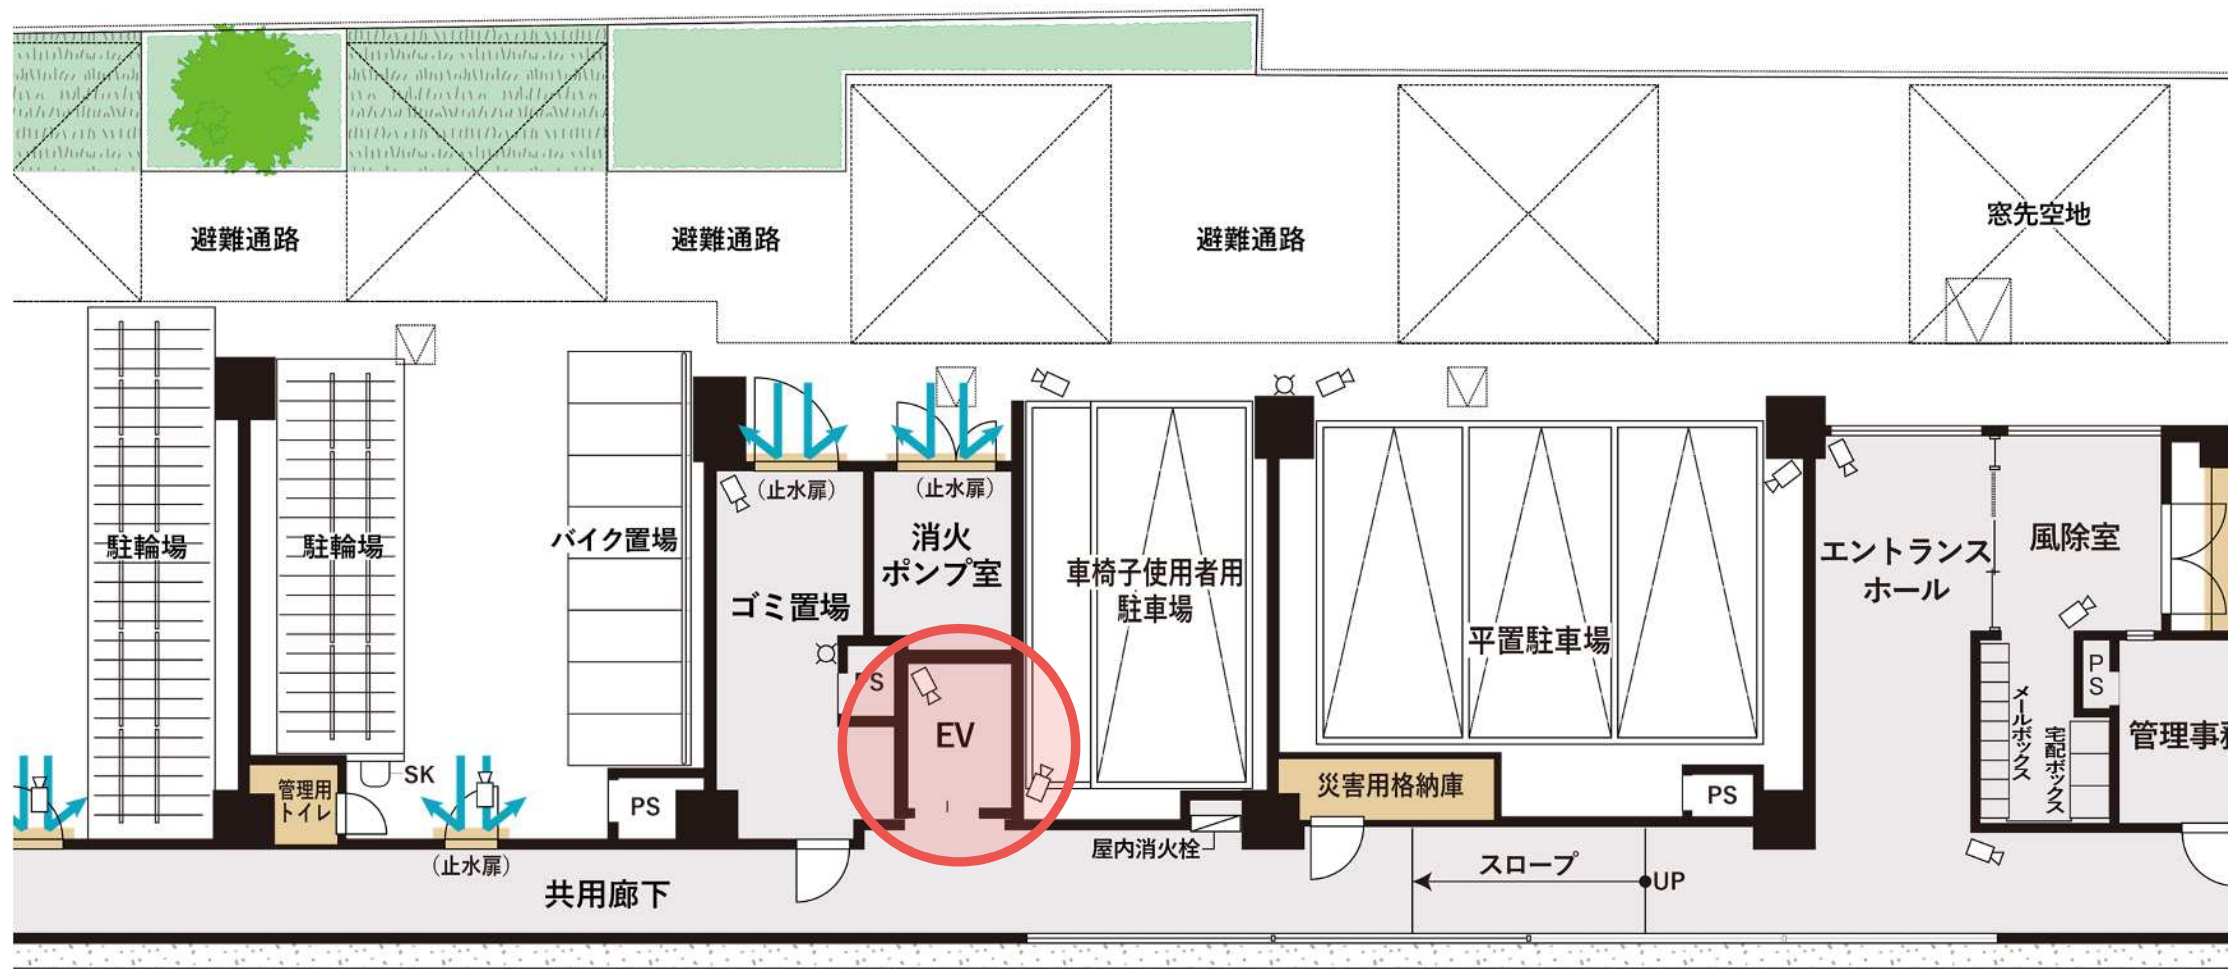 避難通路
避難通路
避難通路
窓先空地
駐輪場
駐輪場
バイク置場
(止水扉)
ゴミ置場
(止水扉)
消火
ポンプ室
車椅子使用者用
駐車場
平置駐車場
エントランス
ホール
風除室
PS
EV
PS
メールボックス
宅配ボックス
管理事務
管理用
トイレ
SK
(止水扉)
PS
屋内消火栓
災害用格納庫
PS
スロープ
UP
共用廊下